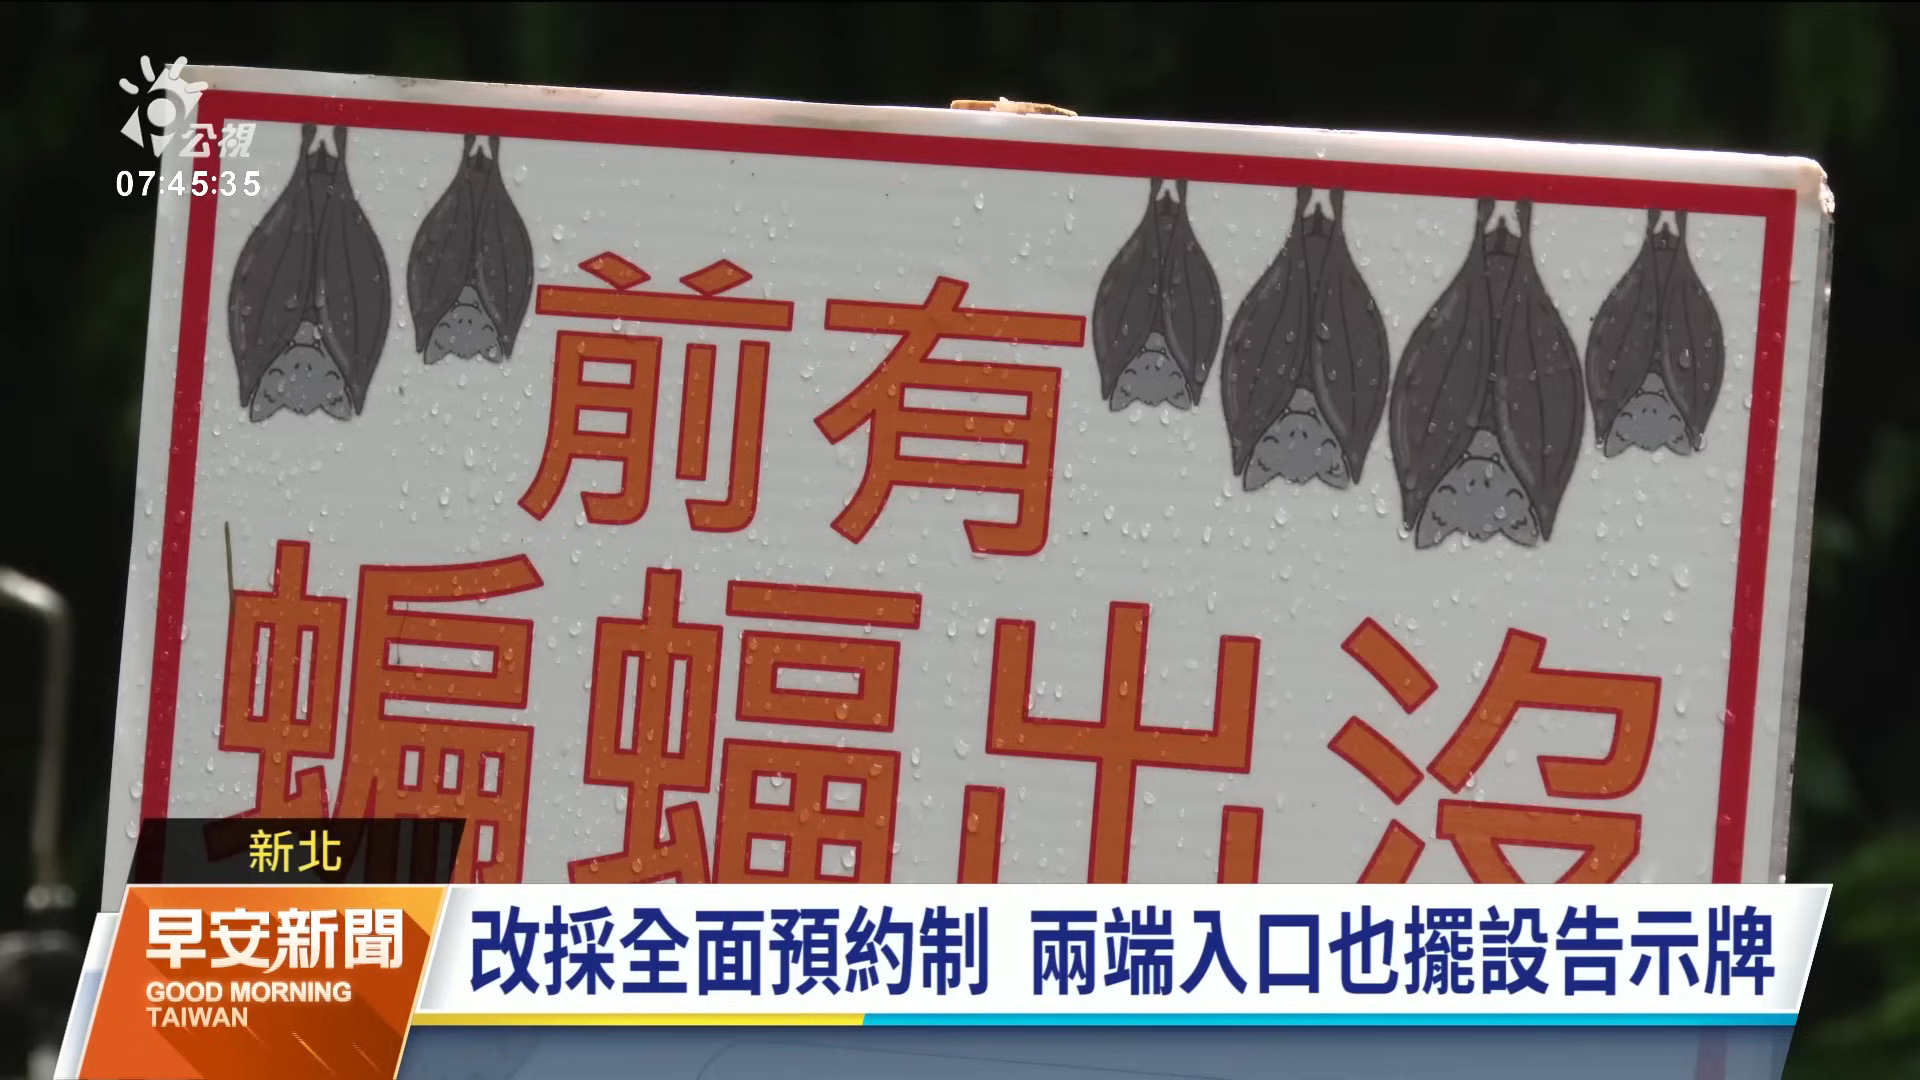 公視
07:45:35
前有
蝙蝠出沒
新北
早安新聞
GOOD MORNING
TAIWAN
改採全面預約制 兩端入口也擺設告示牌